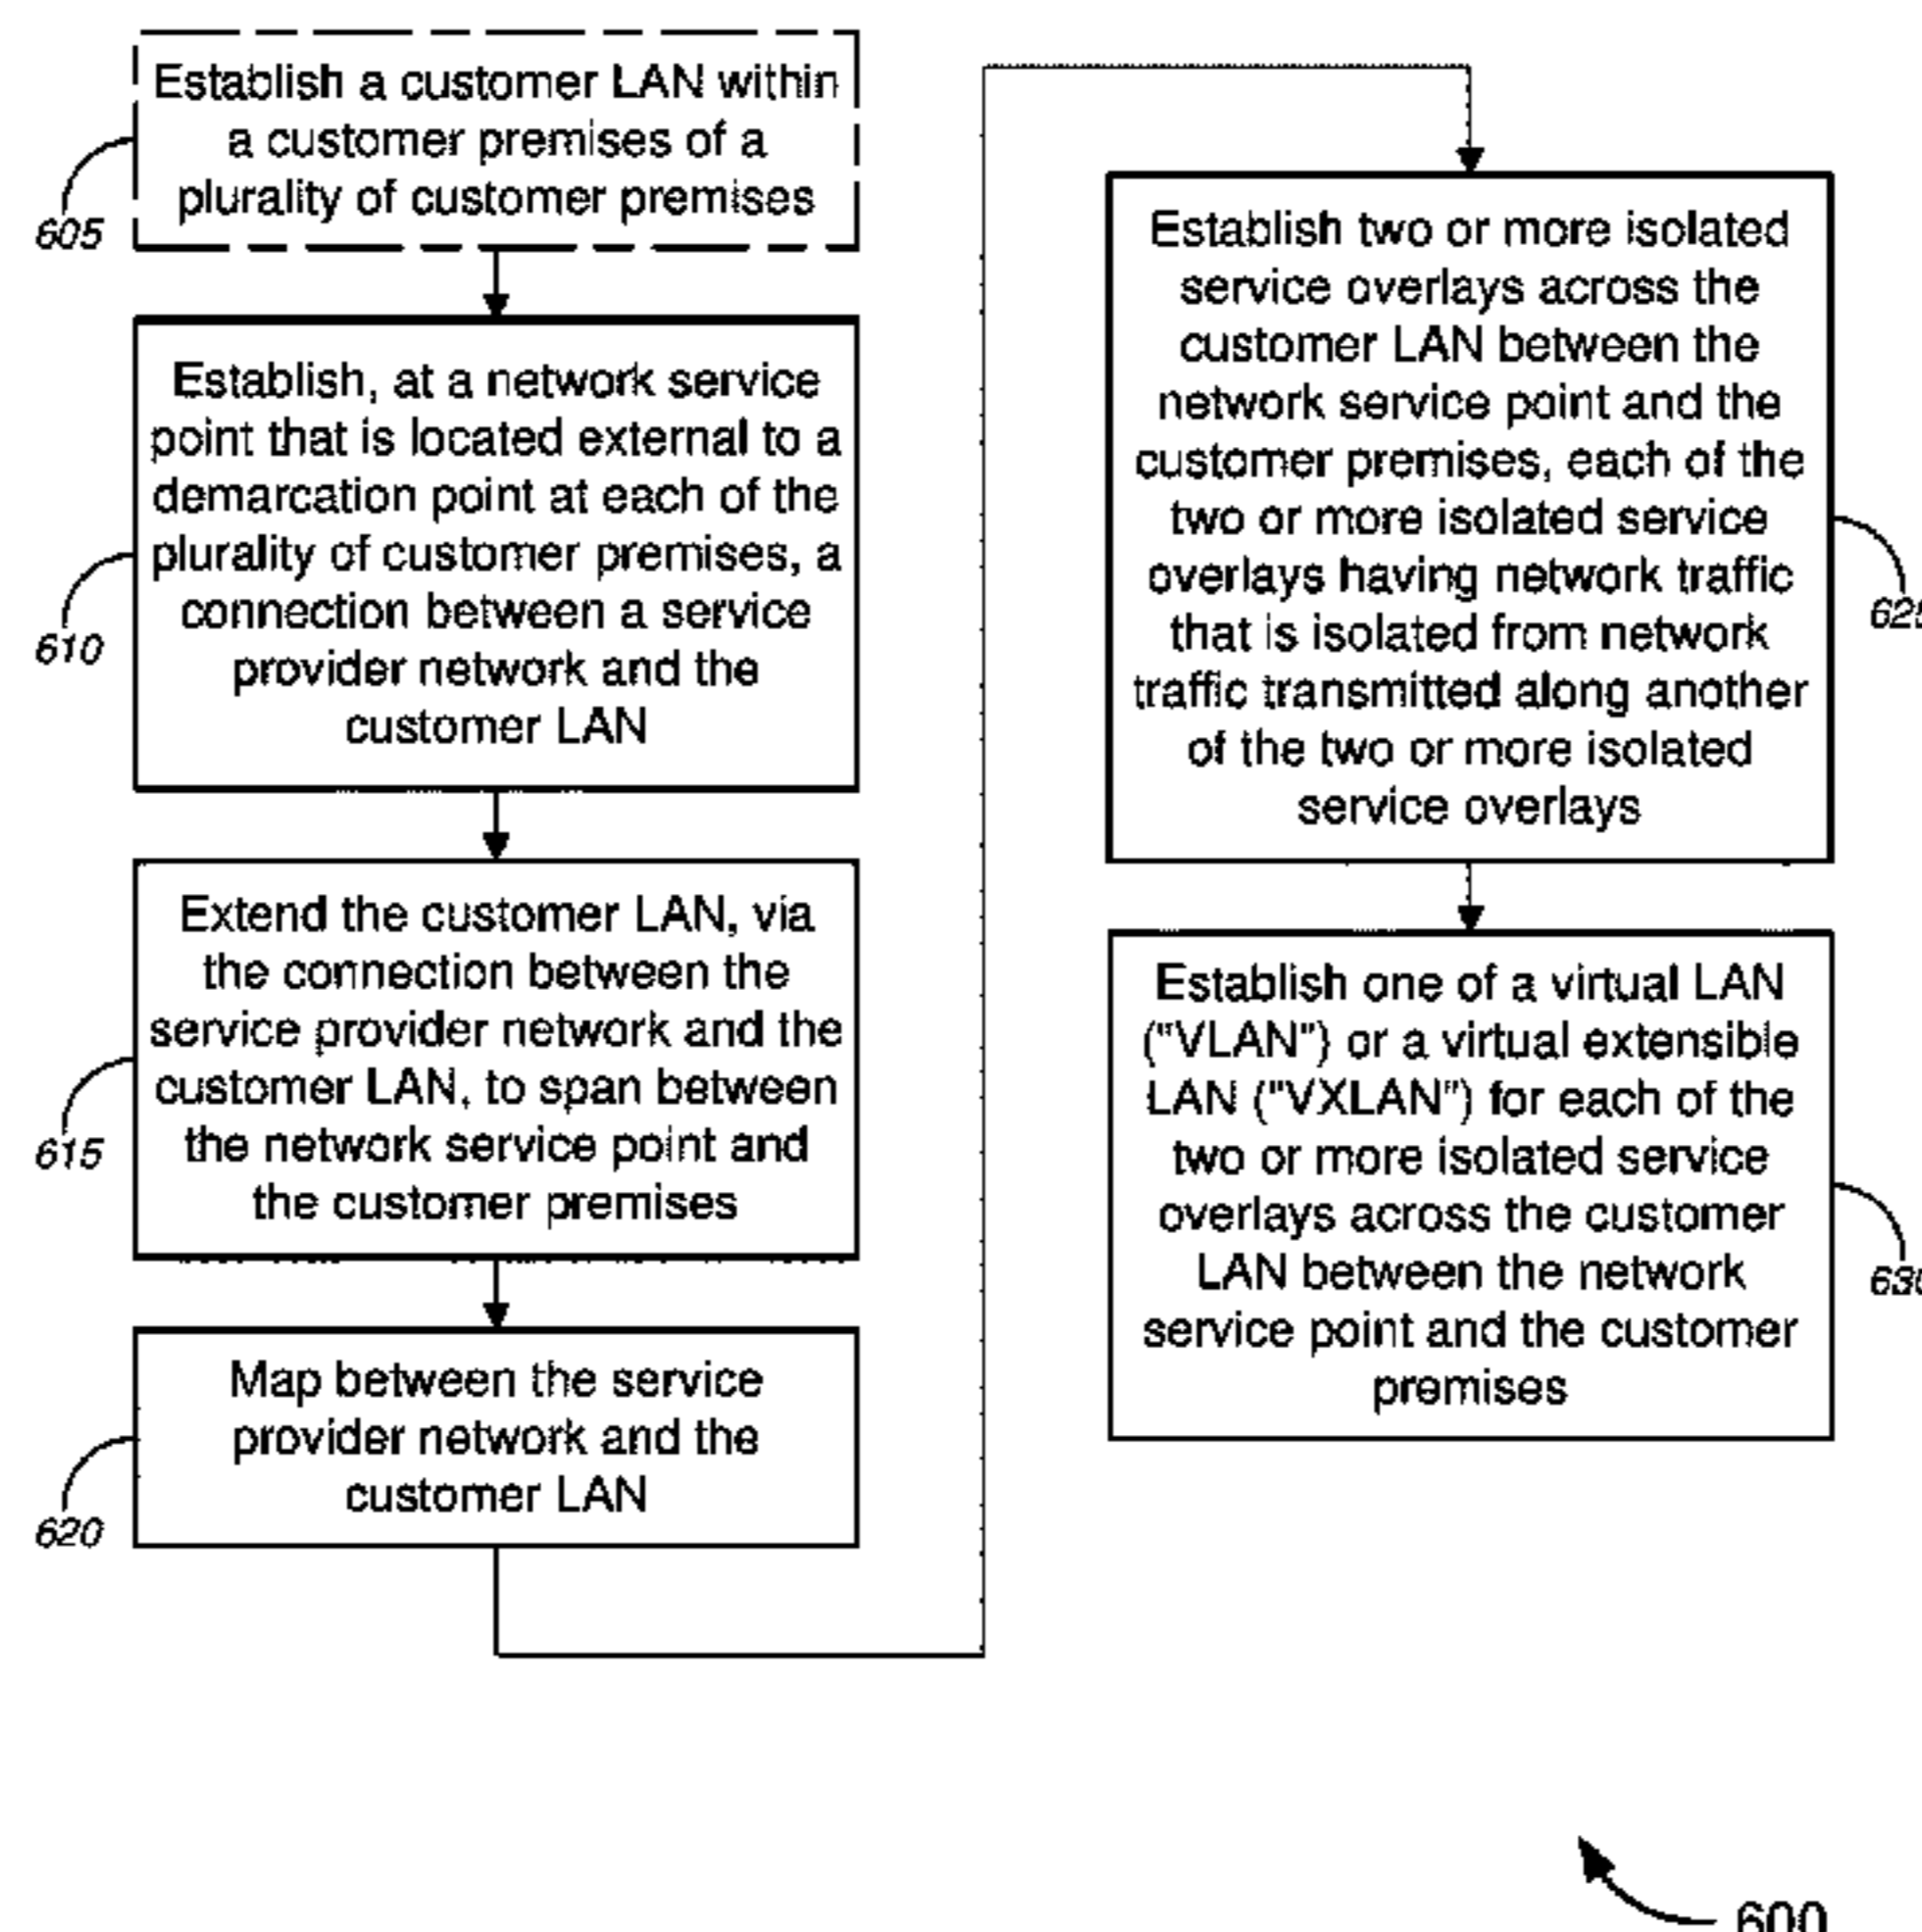 Establish a customer LAN within
a customer premises of a
plurality of customer premises
605
Establish, at a network service
point that is located external to a
demarcation point at each of the
plurality of customer premises, a
connection between a service
provider network and the
customer LAN
610
Extend the customer LAN, via
the connection between the
service provider network and the
customer LAN, to span between
the network service point and
the customer premises
615
Map between the service
provider network and the
customer LAN
620
Establish two or more isolated
service overlays across the
customer LAN between the
network service point and the
customer premises, each of the
two or more isolated service
overlays having network traffic
that is isolated from network
traffic transmitted along another
of the two or more isolated
service overlays
625
Establish one of a virtual LAN
("VLAN") or a virtual extensible
LAN ("VXLAN") for each of the
two or more isolated service
overlays across the customer
LAN between the network
service point and the customer
premises
630
600